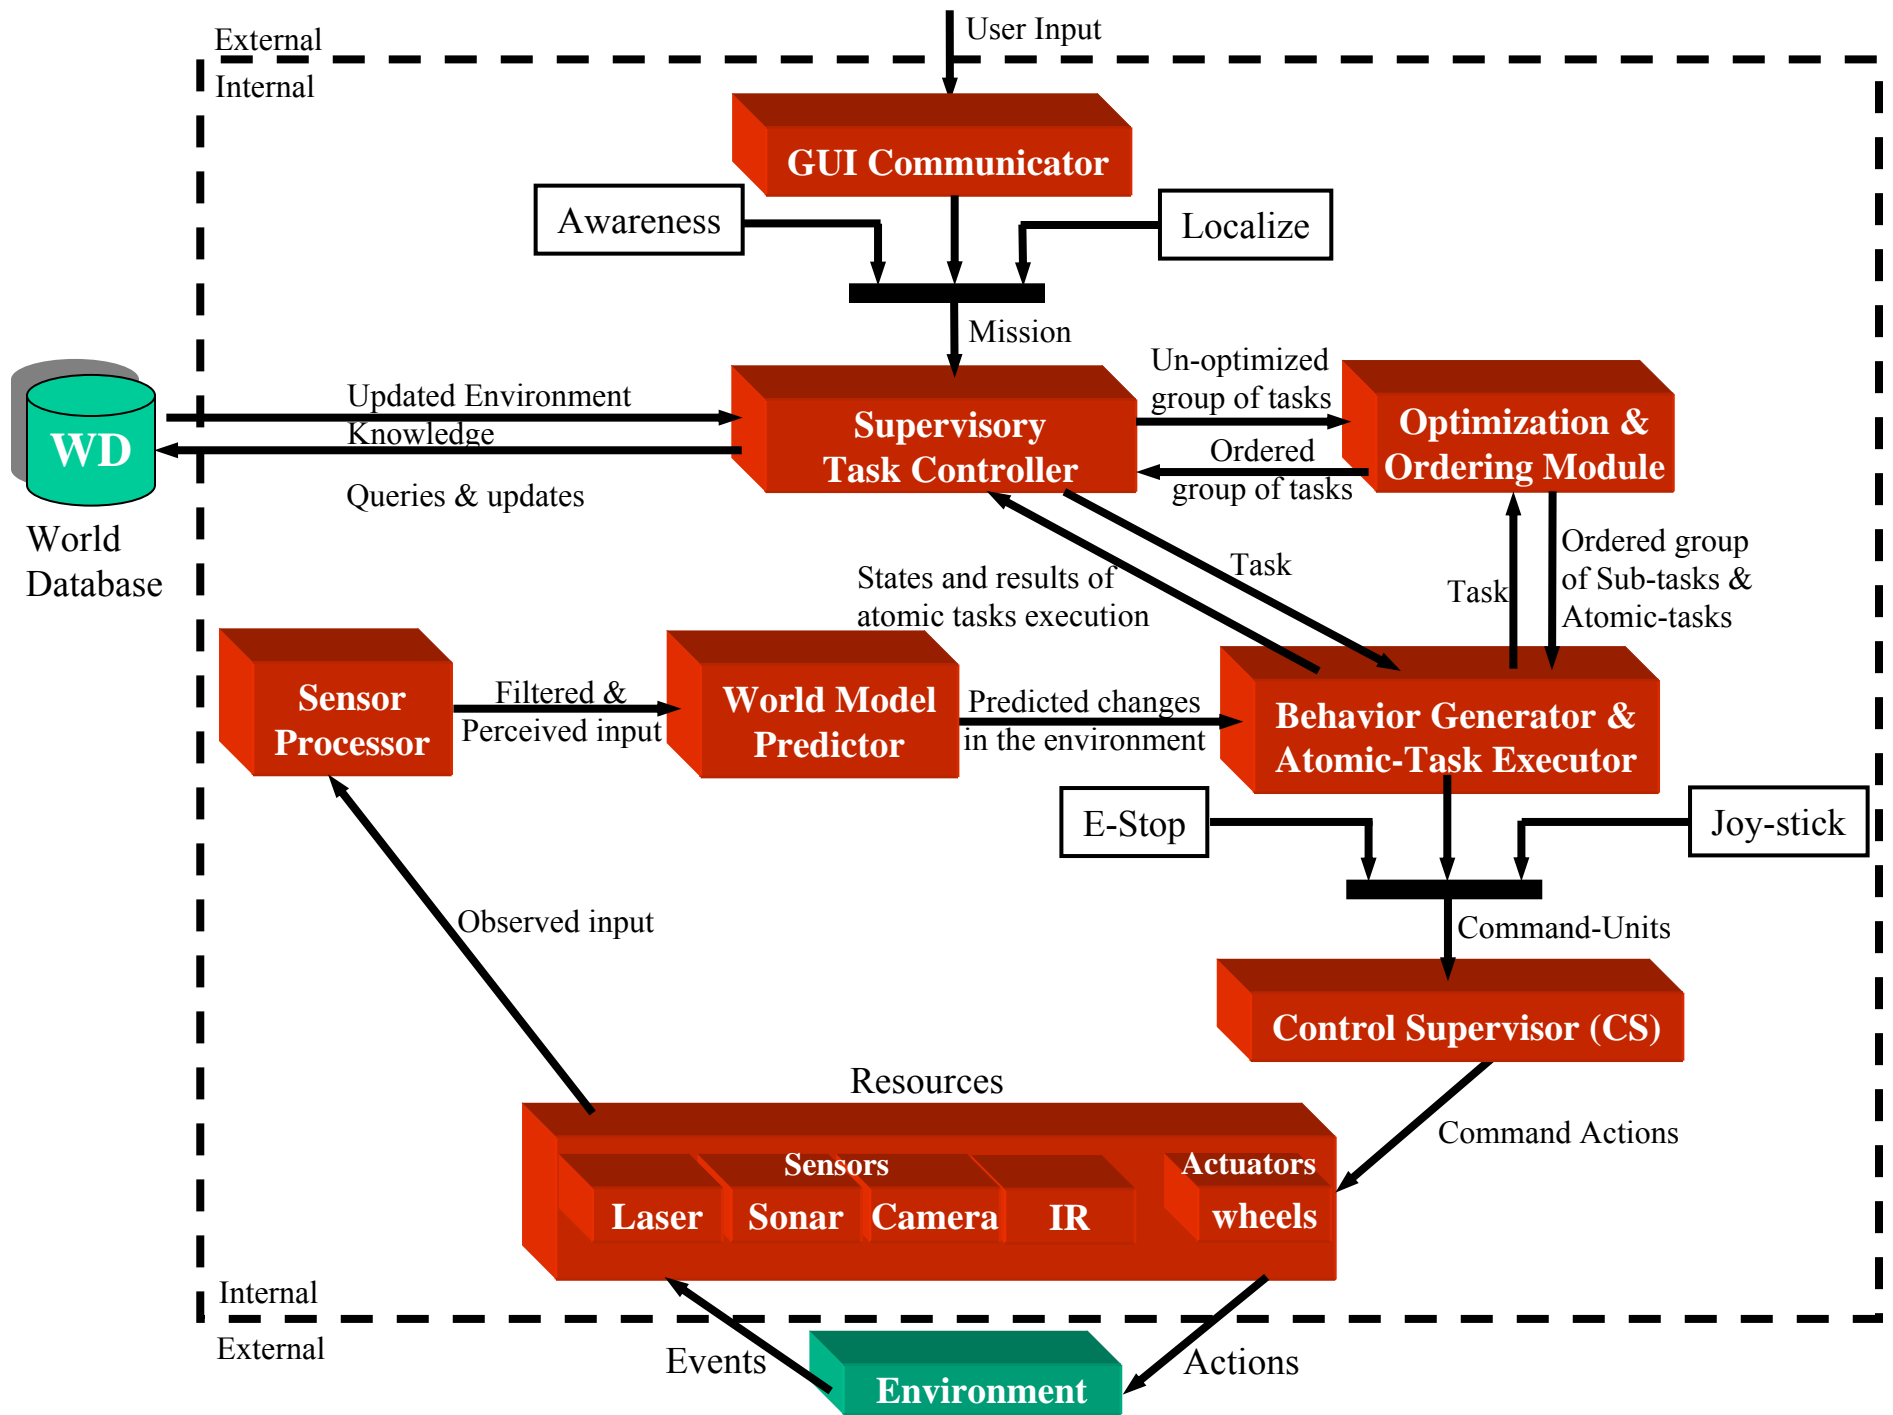 User Input
External
Internal
GUI Communicator
Awareness
Localize
Mission
Un-optimized
group of tasks
Updated Environment
Knowledge
Queries & updates
WD
World
Database
Supervisory
Task Controller
Ordered
group of tasks
Optimization &
Ordering Module
States and results of
atomic tasks execution
Task
Task
Ordered group
of Sub-tasks &
Atomic-tasks
Sensor
Processor
Filtered &
Perceived input
World Model
Predictor
Predicted changes
in the environment
Behavior Generator &
Atomic-Task Executor
E-Stop
Joy-stick
Observed input
Command-Units
Control Supervisor (CS)
Resources
Command Actions
Sensors
Actuators
Laser
Sonar
Camera
IR
wheels
Internal
External
Events
Actions
Environment